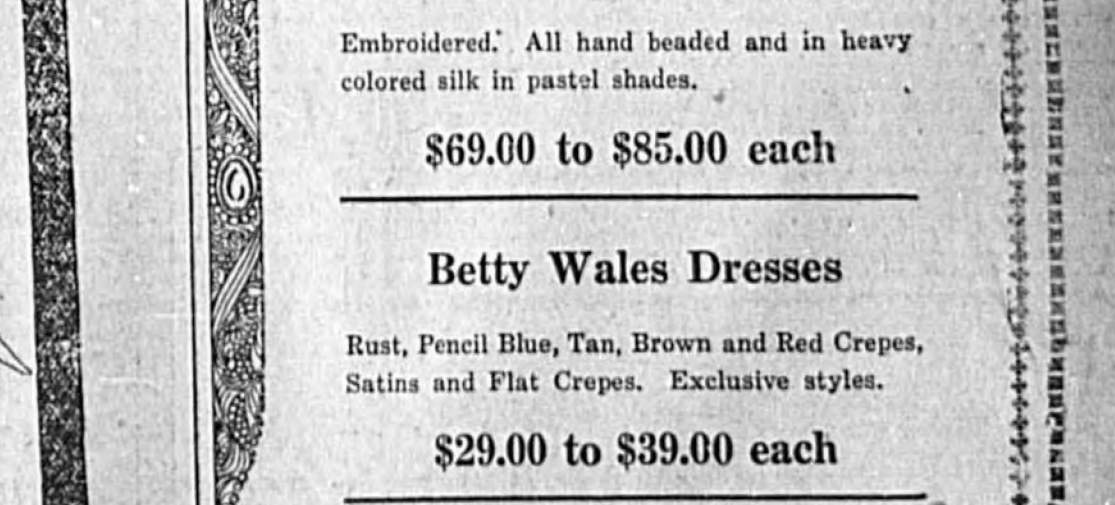 Embroidered. All hand beaded and in heavy
colored silk in pastel shades.
$69.00 to $85.00 each
Betty Wales Dresses
Rust, Pencil Blue, Tan, Brown and Red Crepes,
Satins and Flat Crepes. Exclusive styles.
$29.00 to $39.00 each